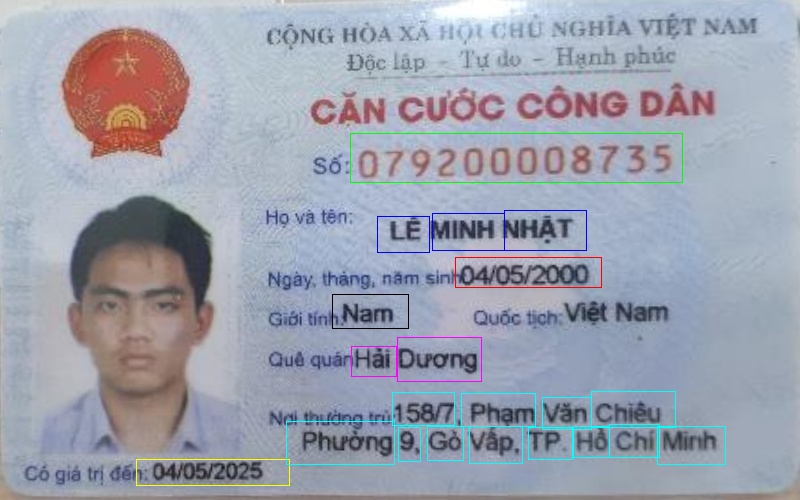 CỘNG HÒA XÃ HỘI CHỦ NGHĨA VIỆT NAM
Độc lập - Tự do - Hạnh phúc
CĂN CƯỚC CÔNG DÂN
Số: 079200008735
Họ và tên: LÊ MINH NHẬT
Ngày, tháng, năm sinh: 04/05/2000
Giới tính: Nam Quốc tịch: Việt Nam
Quê quán: Hải Dương
Nơi thường trú: 158/7, Phạm Văn Chiêu
Phường 9, Gò Vấp, TP. Hồ Chí Minh
Có giá trị đến: 04/05/2025